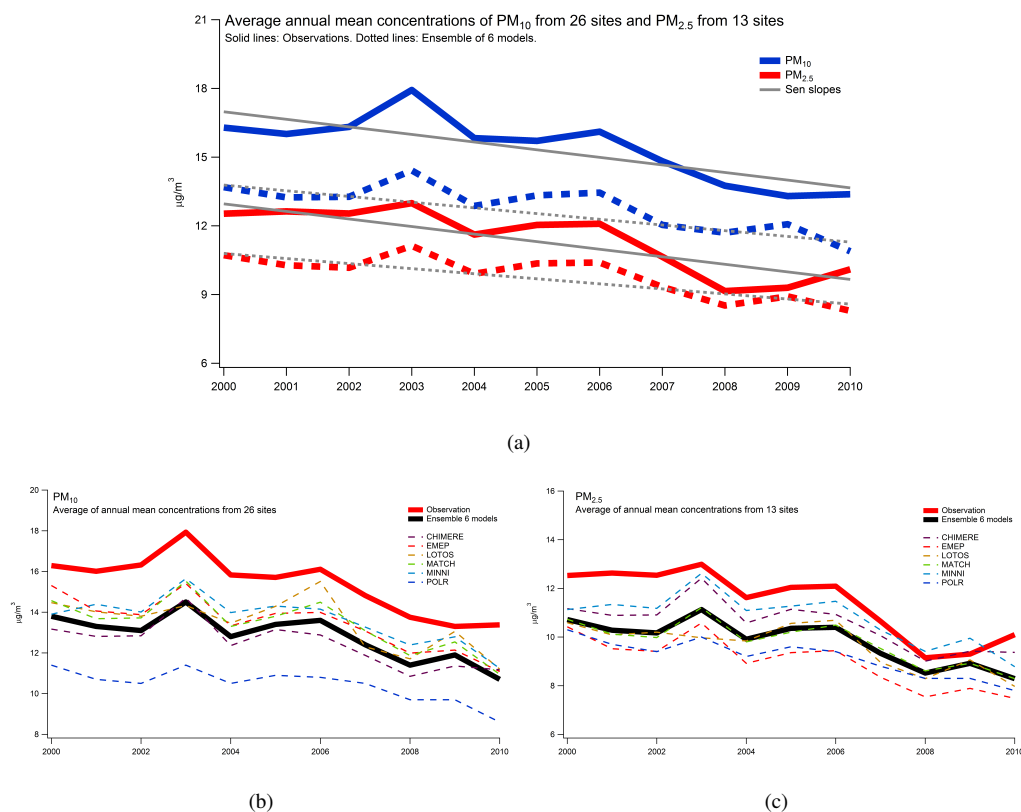 Average annual mean concentrations of PM10 from 26 sites and PM2.5 from 13 sites
Solid lines: Observations. Dotted lines: Ensemble of 6 models.
PM10
PM2.5
Sen slopes
21
18
15
12
9
6
µg/m3
2000 2001 2002 2003 2004 2005 2006 2007 2008 2009 2010
(a)
PM10
Average of annual mean concentrations from 26 sites
Observation
Ensemble 6 models
CHIMERE
EMEP
LOTOS
MATCH
MINNI
POLR
20
18
16
14
12
10
8
µg/m3
2000 2002 2004 2006 2008 2010
(b)
PM2.5
Average of annual mean concentrations from 13 sites
Observation
Ensemble 6 models
CHIMERE
EMEP
LOTOS
MATCH
MINNI
POLR
16
14
12
10
8
6
µg/m3
2000 2002 2004 2006 2008 2010
(c)